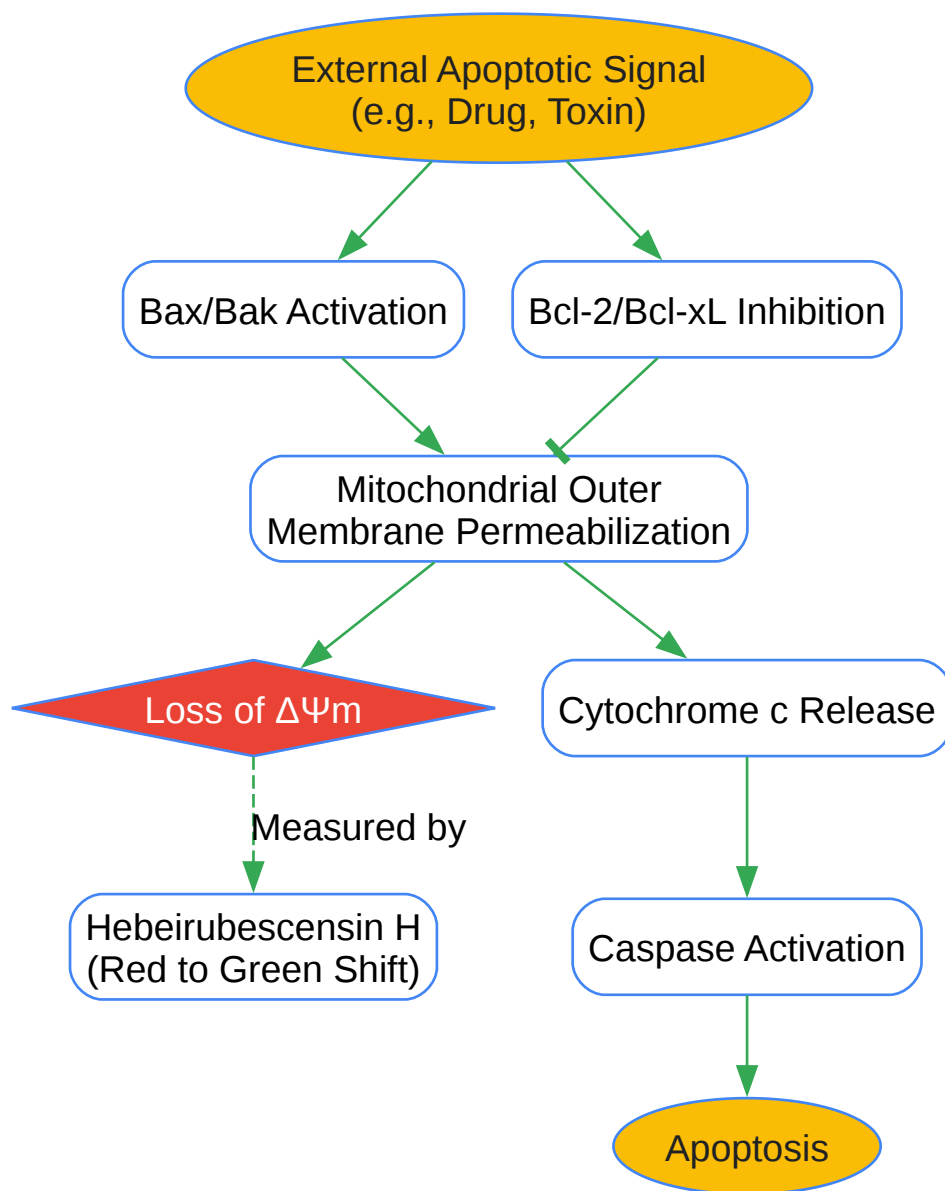 External Apoptotic Signal
(e.g., Drug, Toxin)
Bax/Bak Activation
Bcl-2/Bcl-xL Inhibition
Mitochondrial Outer
Membrane Permeabilization
Loss of ΔΨm
Cytochrome c Release
Measured by
Hebeirubescensin H
(Red to Green Shift)
Caspase Activation
Apoptosis